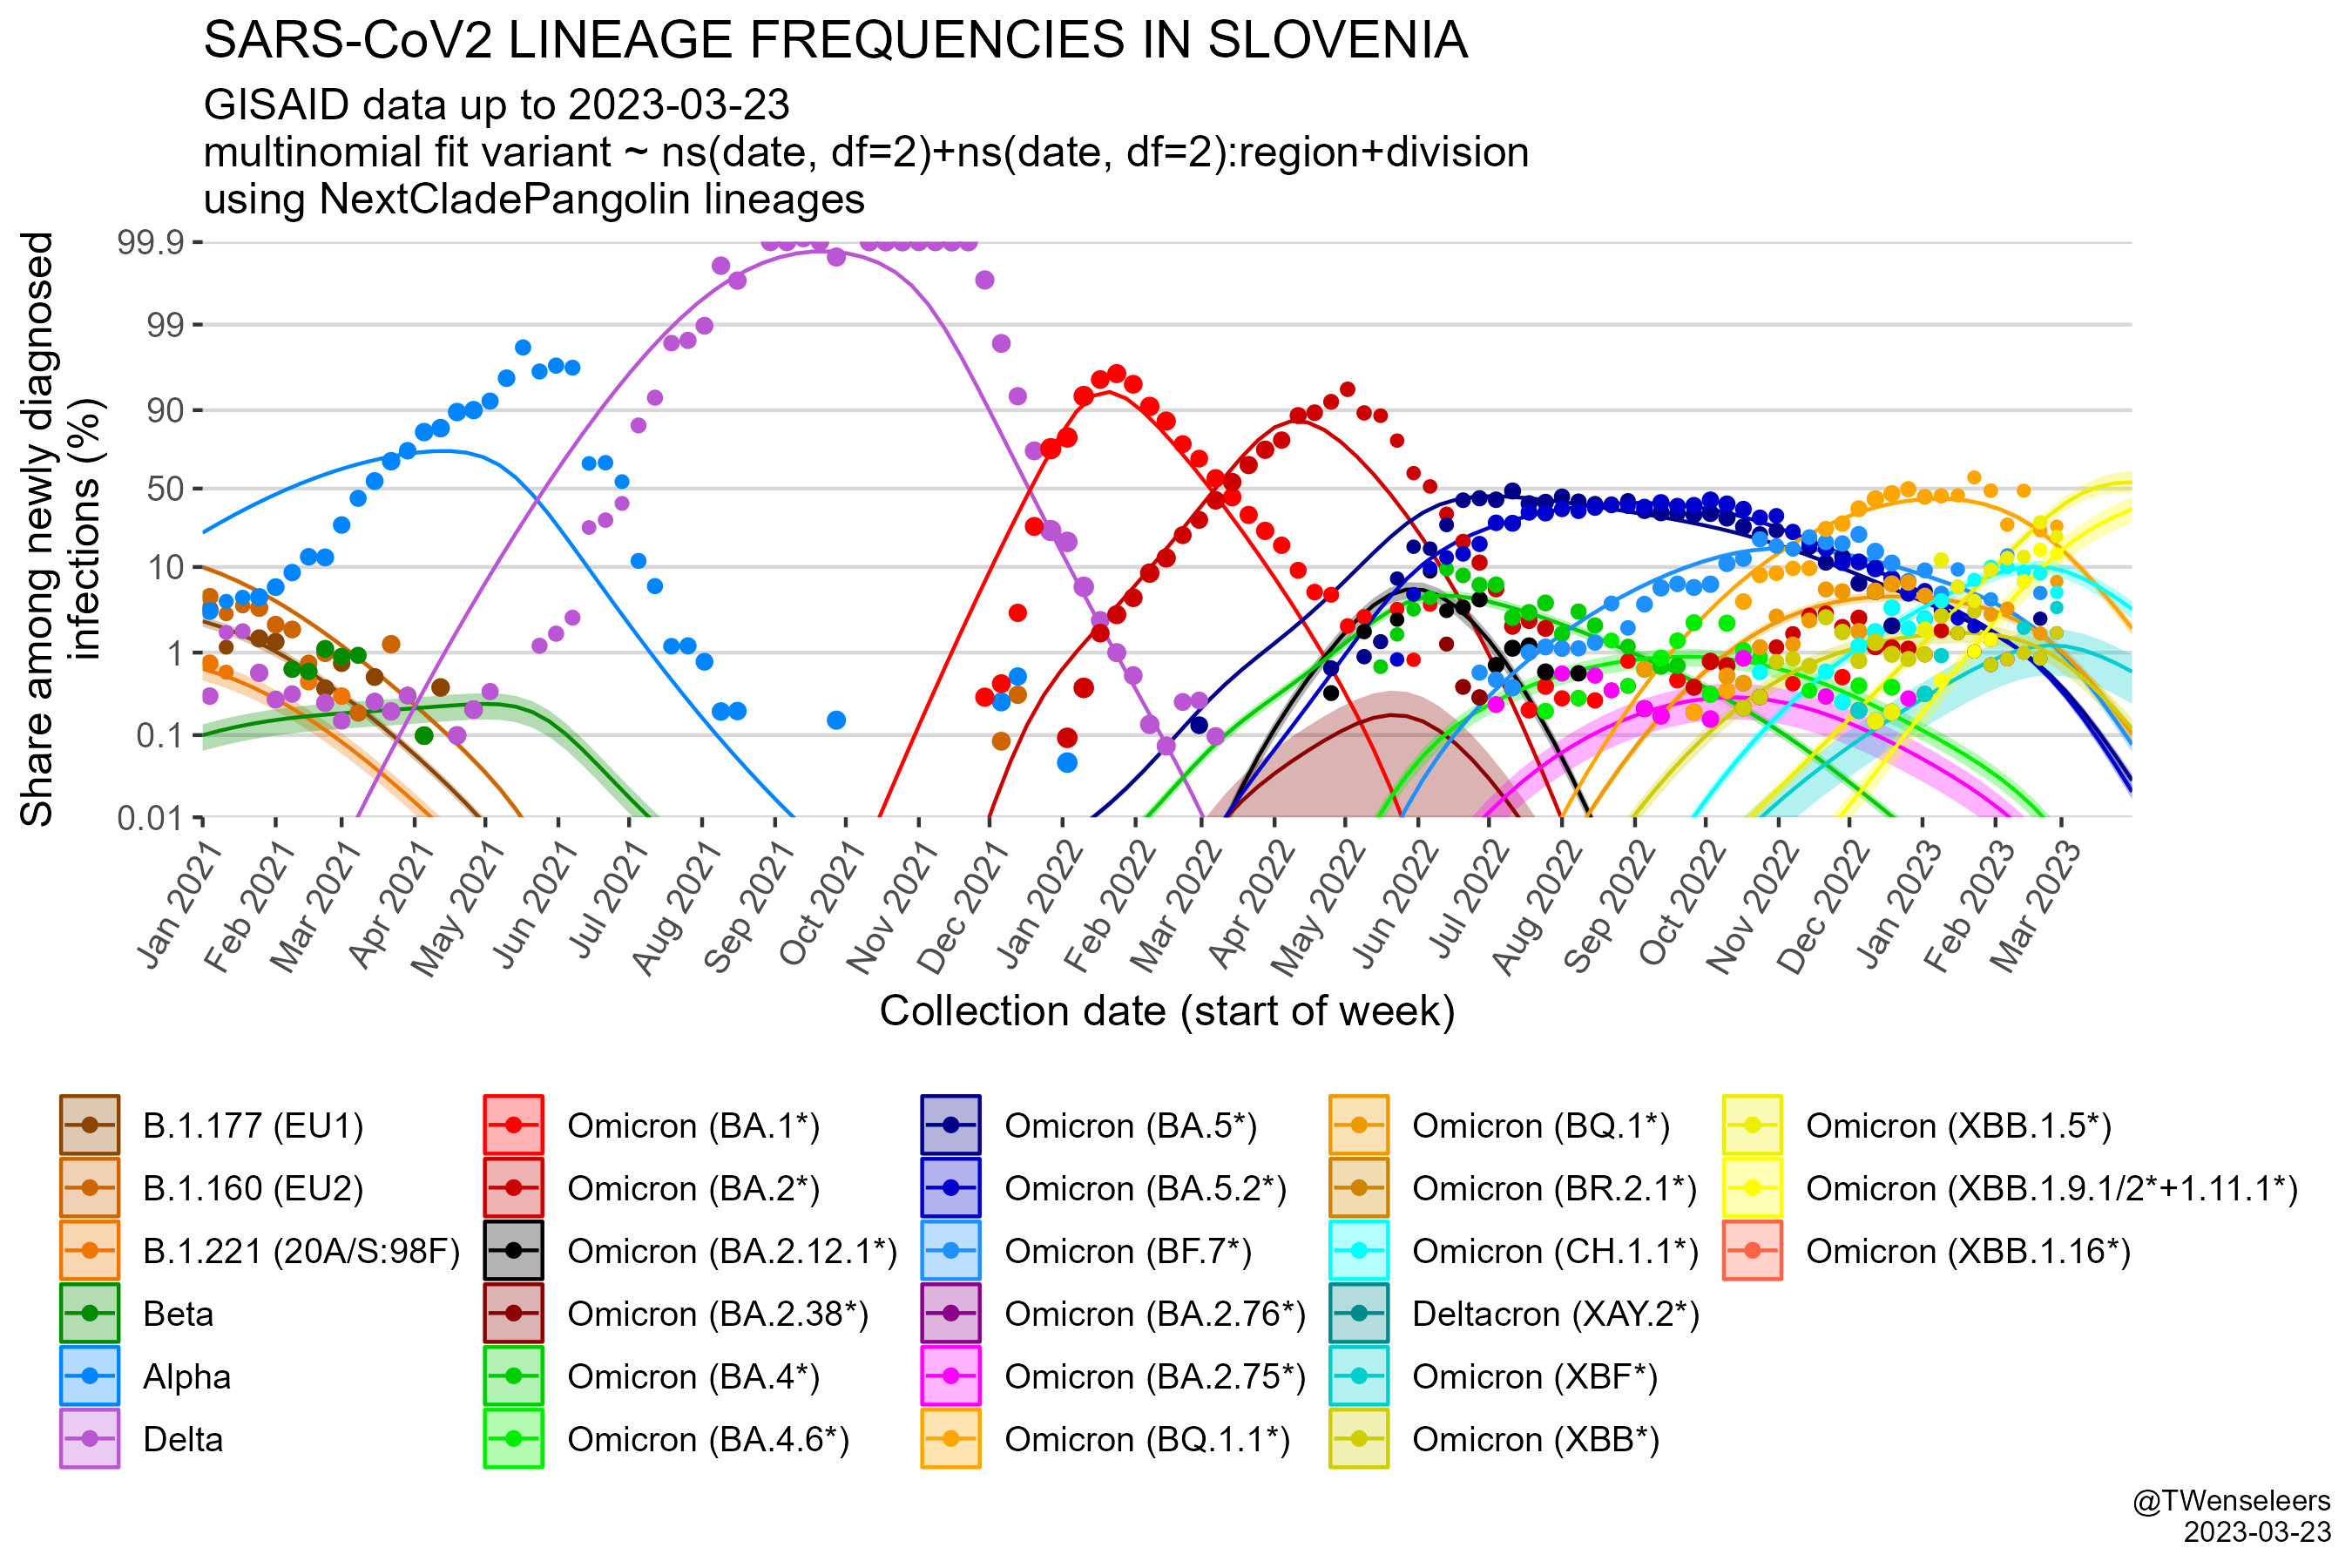 SARS-CoV2 LINEAGE FREQUENCIES IN SLOVENIA
GISAID data up to 2023-03-23
multinomial fit variant ~ ns(date, df=2)+ns(date, df=2):region+division
using NextCladePangolin lineages
Share among newly diagnosed
infections (%)
99.9
99
90
50
10
1
0.1
0.01
Jan 2021
Feb 2021
Mar 2021
Apr 2021
May 2021
Jun 2021
Jul 2021
Aug 2021
Sep 2021
Oct 2021
Nov 2021
Dec 2021
Jan 2022
Feb 2022
Mar 2022
Apr 2022
May 2022
Jun 2022
Jul 2022
Aug 2022
Sep 2022
Oct 2022
Nov 2022
Dec 2022
Jan 2023
Feb 2023
Mar 2023
Collection date (start of week)
B.1.177 (EU1)
B.1.160 (EU2)
B.1.221 (20A/S:98F)
Beta
Alpha
Delta
Omicron (BA.1*)
Omicron (BA.2*)
Omicron (BA.2.12.1*)
Omicron (BA.2.38*)
Omicron (BA.4*)
Omicron (BA.4.6*)
Omicron (BA.5*)
Omicron (BA.5.2*)
Omicron (BF.7*)
Omicron (BA.2.76*)
Omicron (BA.2.75*)
Omicron (BQ.1.1*)
Omicron (BQ.1*)
Omicron (BR.2.1*)
Omicron (CH.1.1*)
Deltacron (XAY.2*)
Omicron (XBF*)
Omicron (XBB*)
Omicron (XBB.1.5*)
Omicron (XBB.1.9.1/2*+1.11.1*)
Omicron (XBB.1.16*)
@TWenseleers
2023-03-23